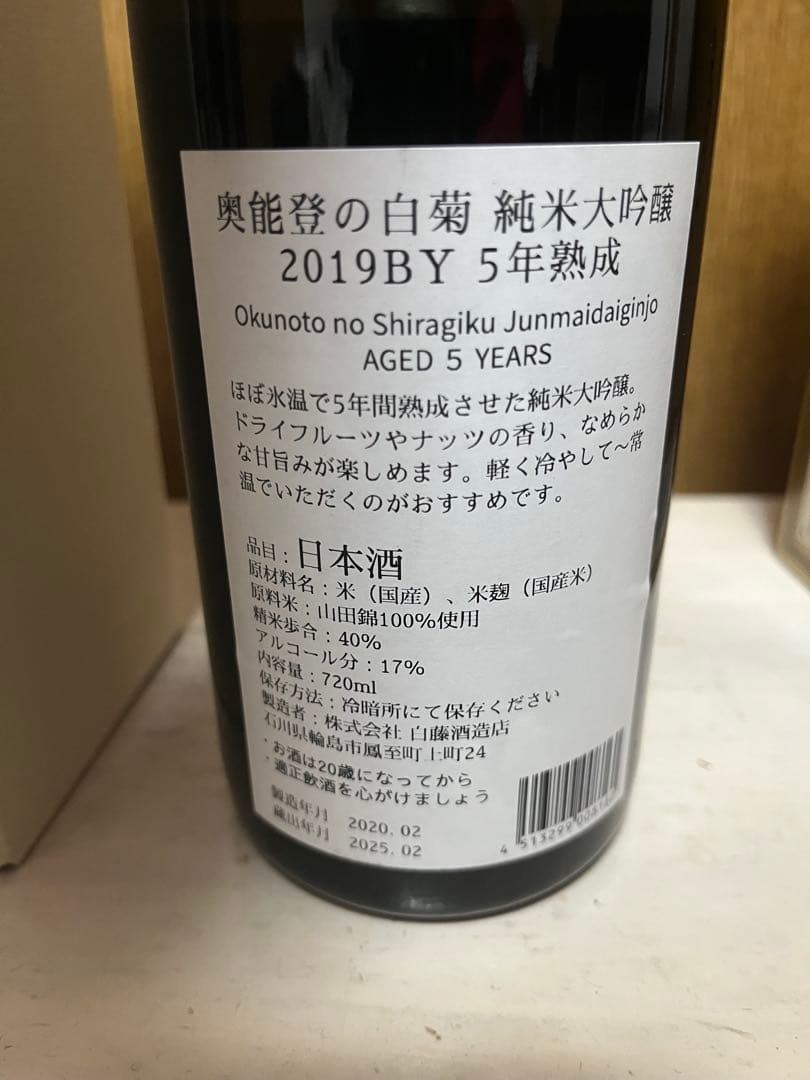 奥能登の白菊 純米大吟醸
2019BY 5年熟成
Okunoto no Shiragiku Junmaidaiginjo
AGED 5 YEARS
ほぼ氷温で5年間熟成させた純米大吟醸。
ドライフルーツやナッツの香り、なめらか
な甘旨みが楽しめます。軽く冷やして～常
温でいただくのがおすすめです。
品目：日本酒
原材料名：米（国産）、米麹（国産米）
原料米：山田錦100％使用
精米歩合：40％
アルコール分：17％
内容量：720ml
保存方法：冷暗所にて保存ください
製造者：株式会社 白藤酒造店
石川県輪島市鳳至町上町24
・お酒は20歳になってから
・適正飲酒を心がけましょう
製造年月 2020.02
蔵出年月 2025.02